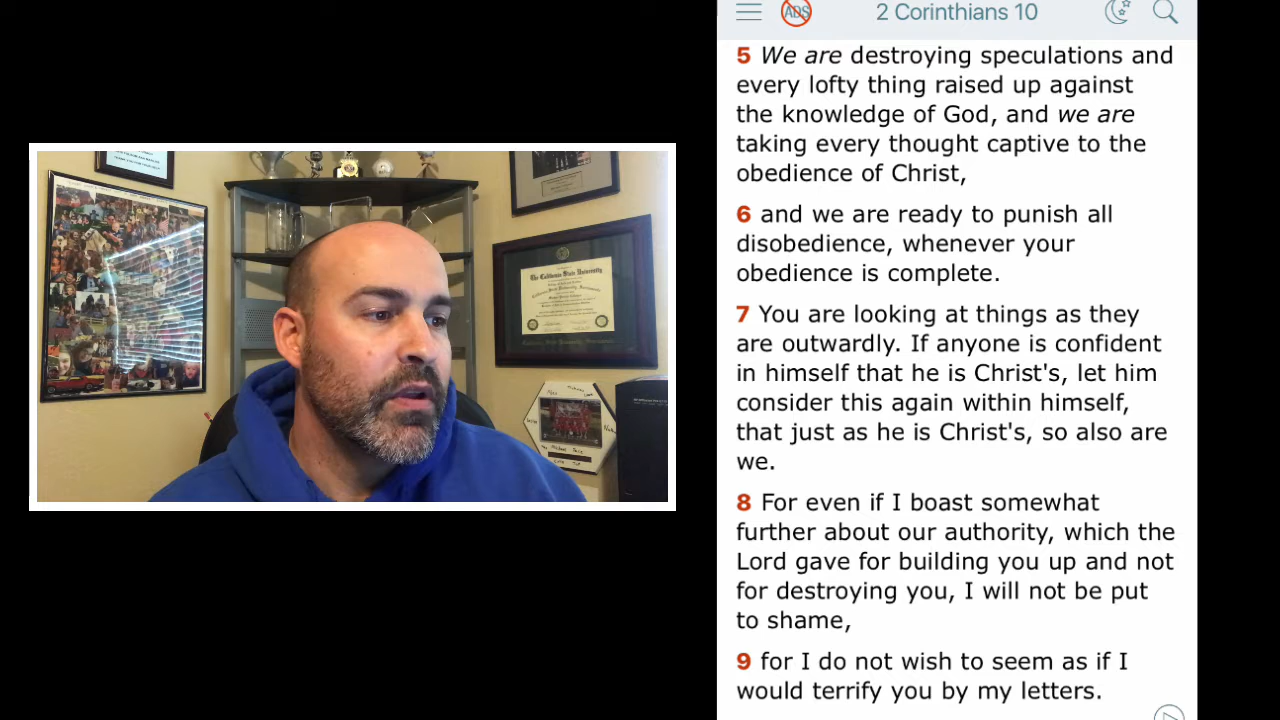 ADS
2 Corinthians 10
5 We are destroying speculations and
every lofty thing raised up against
the knowledge of God, and we are
taking every thought captive to the
obedience of Christ,
6 and we are ready to punish all
disobedience, whenever your
obedience is complete.
7 You are looking at things as they
are outwardly. If anyone is confident
in himself that he is Christ's, let him
consider this again within himself,
that just as he is Christ's, so also are
we.
8 For even if I boast somewhat
further about our authority, which the
Lord gave for building you up and not
for destroying you, I will not be put
to shame,
9 for I do not wish to seem as if I
would terrify you by my letters.
The California State University